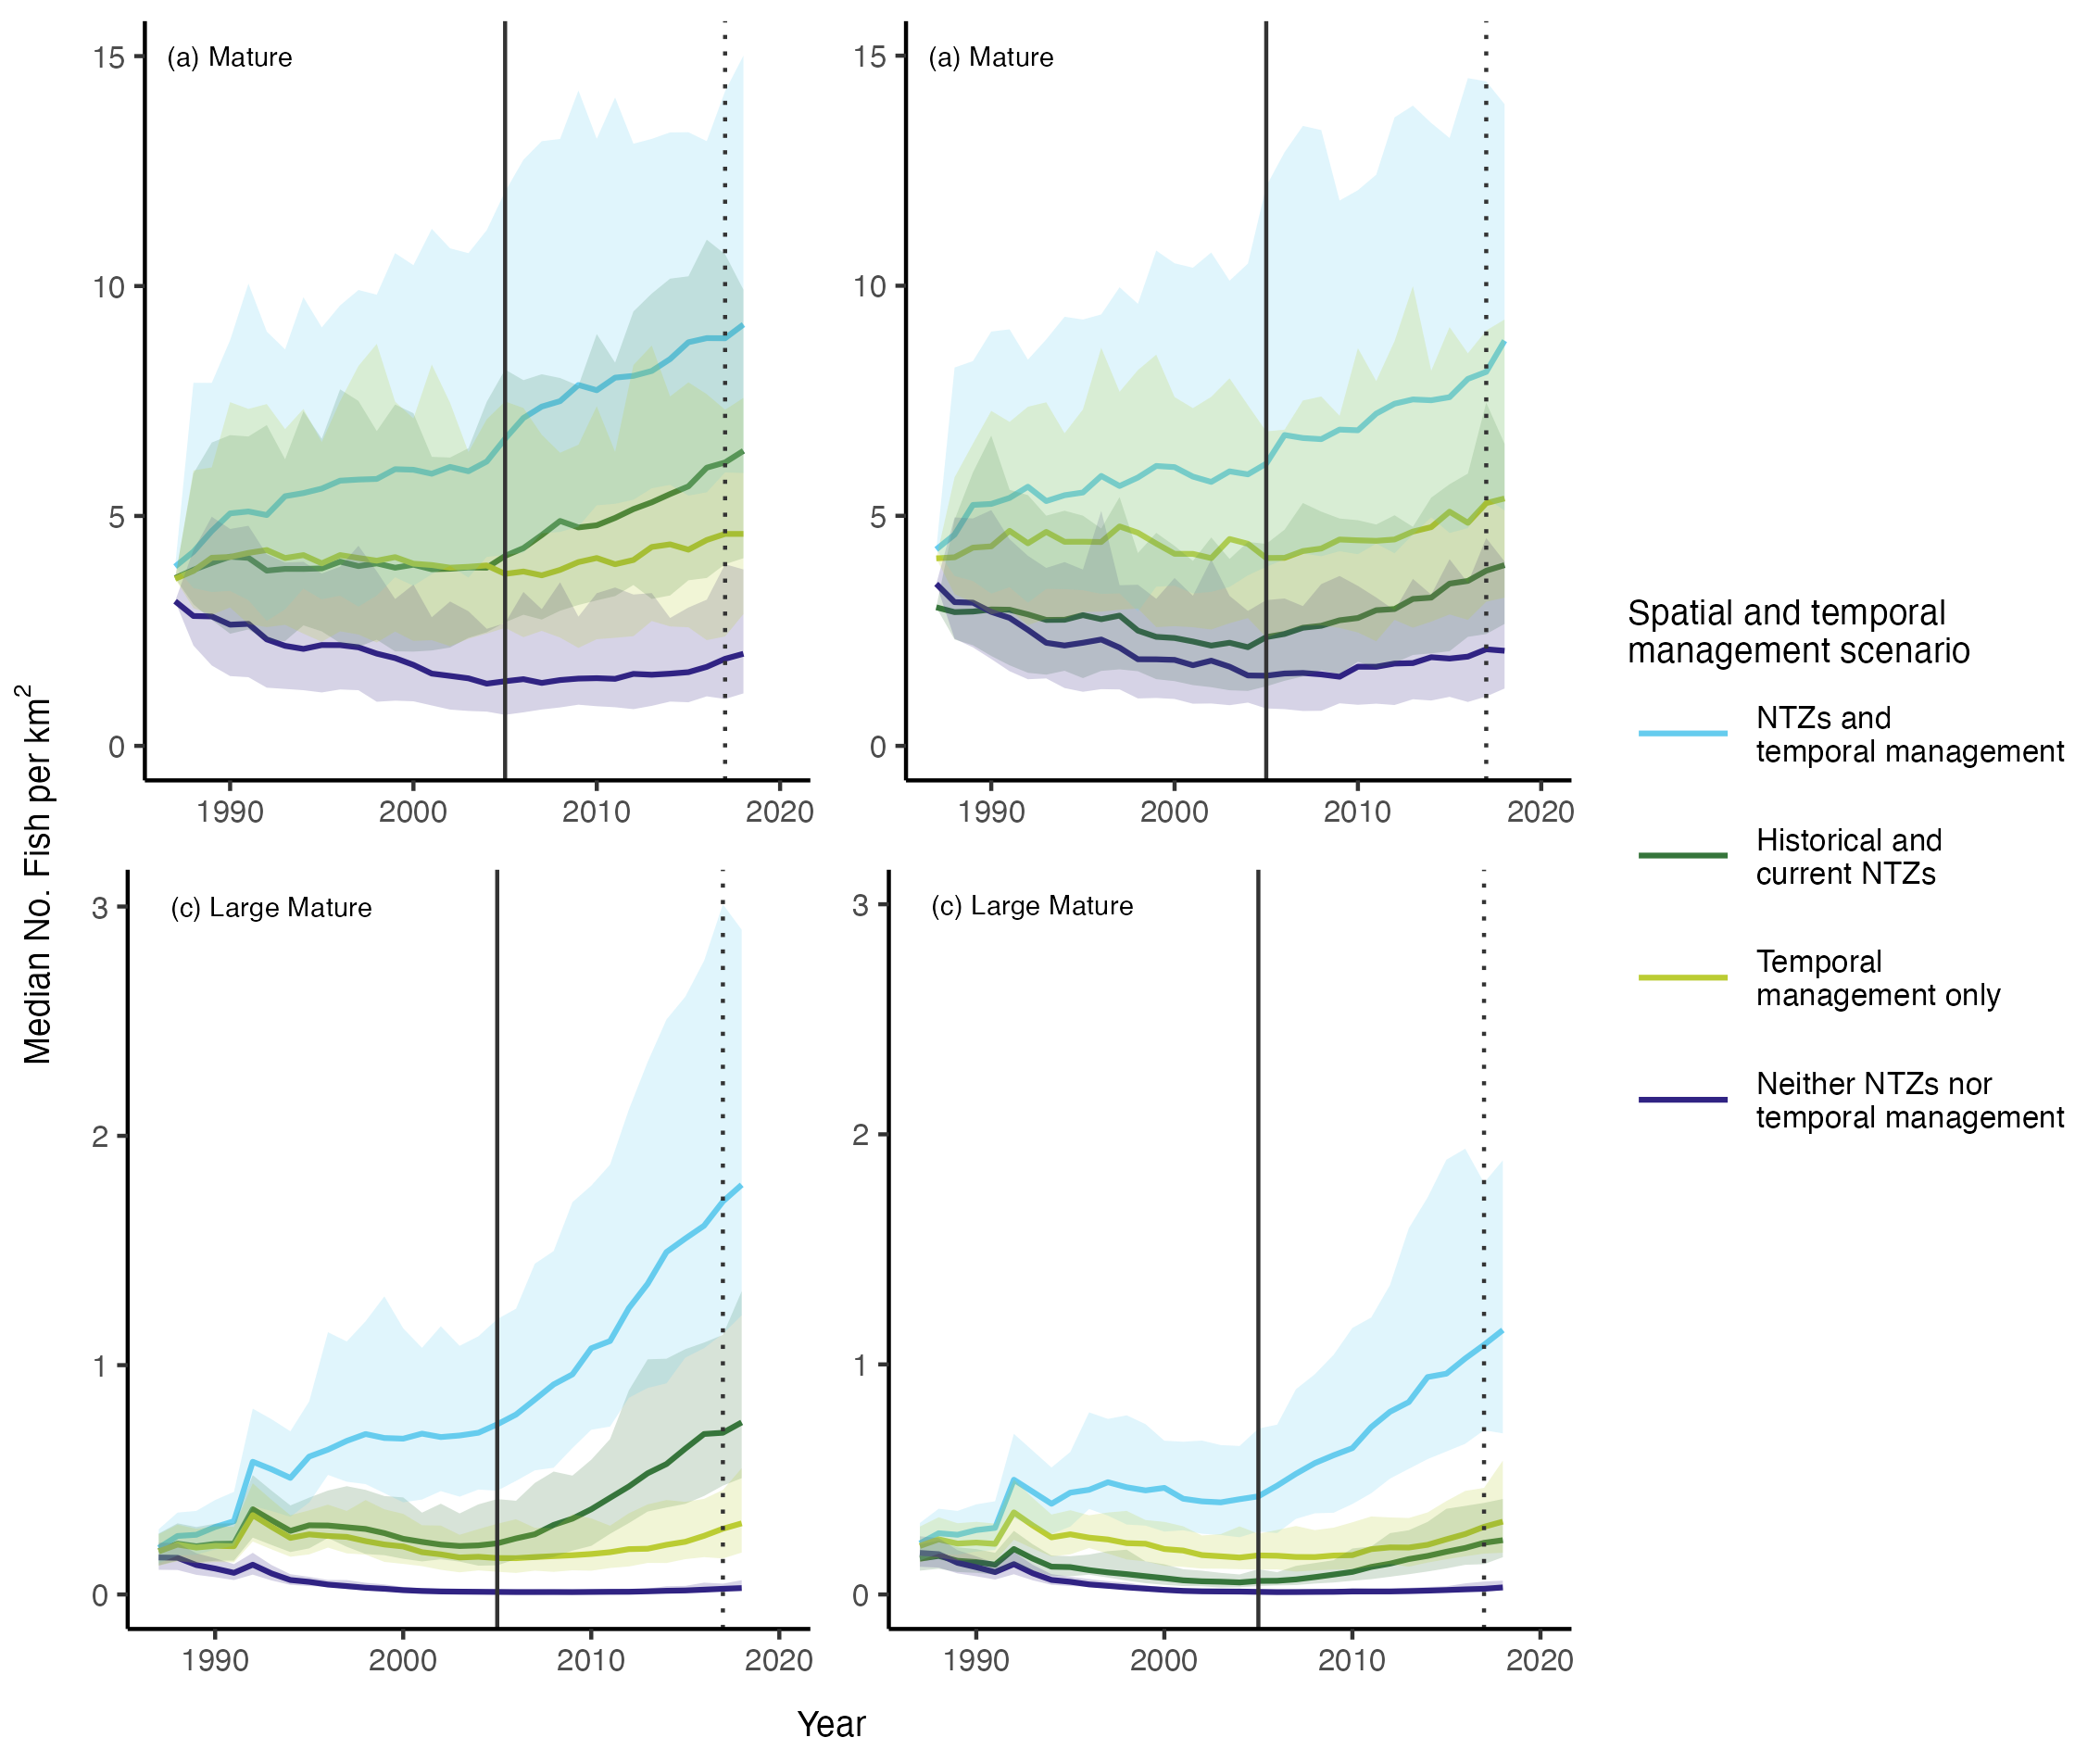 (a) Mature
15
10
5
0
1990
2000
2010
2020
(a) Mature
15
10
5
0
1990
2000
2010
2020
(c) Large Mature
3
2
1
0
1990
2000
2010
2020
(c) Large Mature
3
2
1
0
1990
2000
2010
2020
Median No. Fish per km²
Year
Spatial and temporal
management scenario
NTZs and
temporal management
Historical and
current NTZs
Temporal
management only
Neither NTZs nor
temporal management